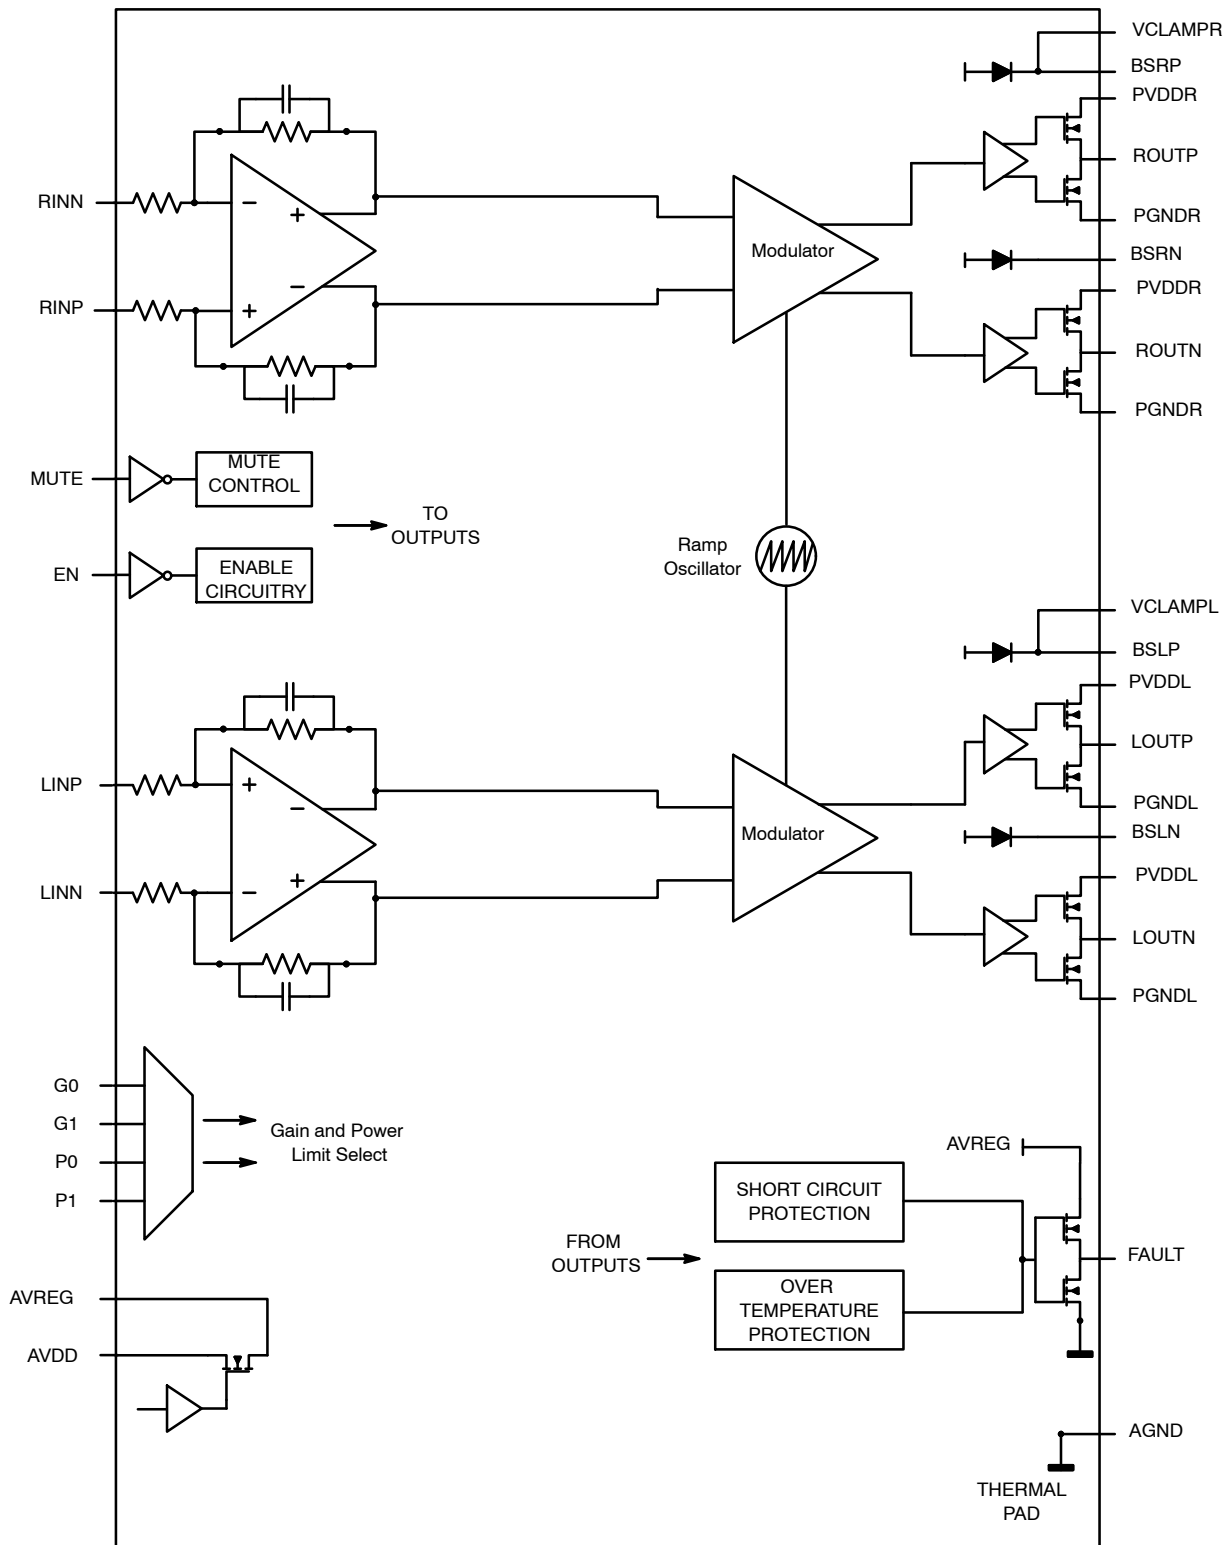 VCLAMPR
BSRP
PVDDR
ROUTP
PGNDR
BSRN
PVDDR
ROUTN
PGNDR
RINN
RINP
−
+
−
+
Modulator
MUTE
MUTE
CONTROL
TO
OUTPUTS
EN
ENABLE
CIRCUITRY
Ramp
Oscillator
VCLAMPL
BSLP
PVDDL
LOUTP
PGNDL
BSLN
PVDDL
LOUTN
PGNDL
LINP
LINN
+
−
+
−
Modulator
G0
G1
P0
P1
Gain and Power
Limit Select
AVREG
SHORT CIRCUIT
PROTECTION
FROM
OUTPUTS
OVER
TEMPERATURE
PROTECTION
FAULT
AVREG
AVDD
AGND
THERMAL
PAD